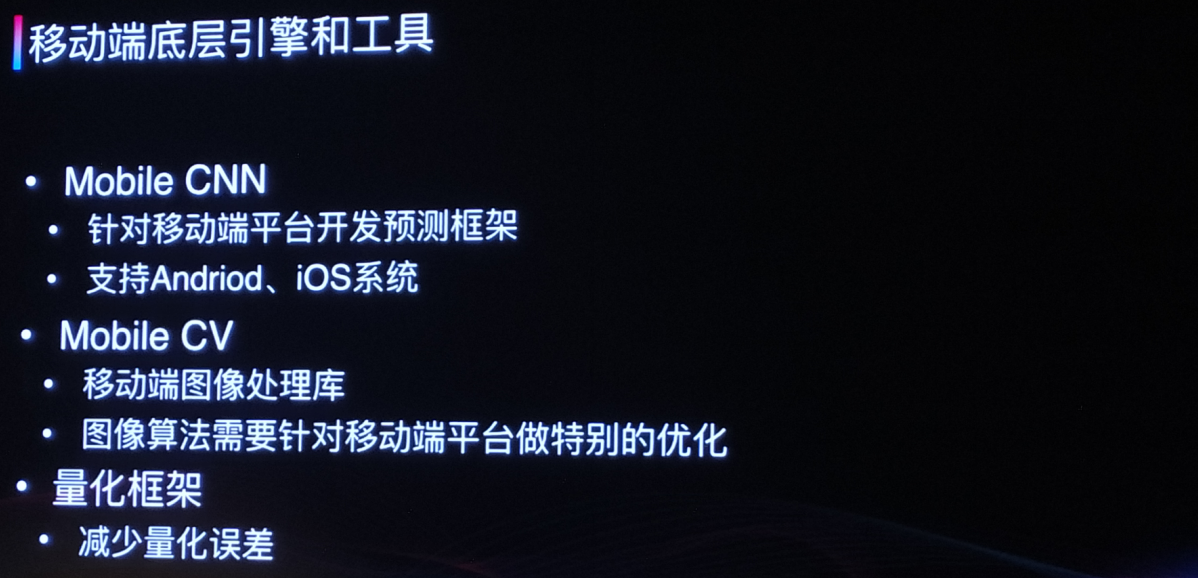 移动端底层引擎和工具
• Mobile CNN
• 针对移动端平台开发预测框架
• 支持Andriod、iOS系统
• Mobile CV
• 移动端图像处理库
• 图像算法需要针对移动端平台做特别的优化
• 量化框架
• 减少量化误差